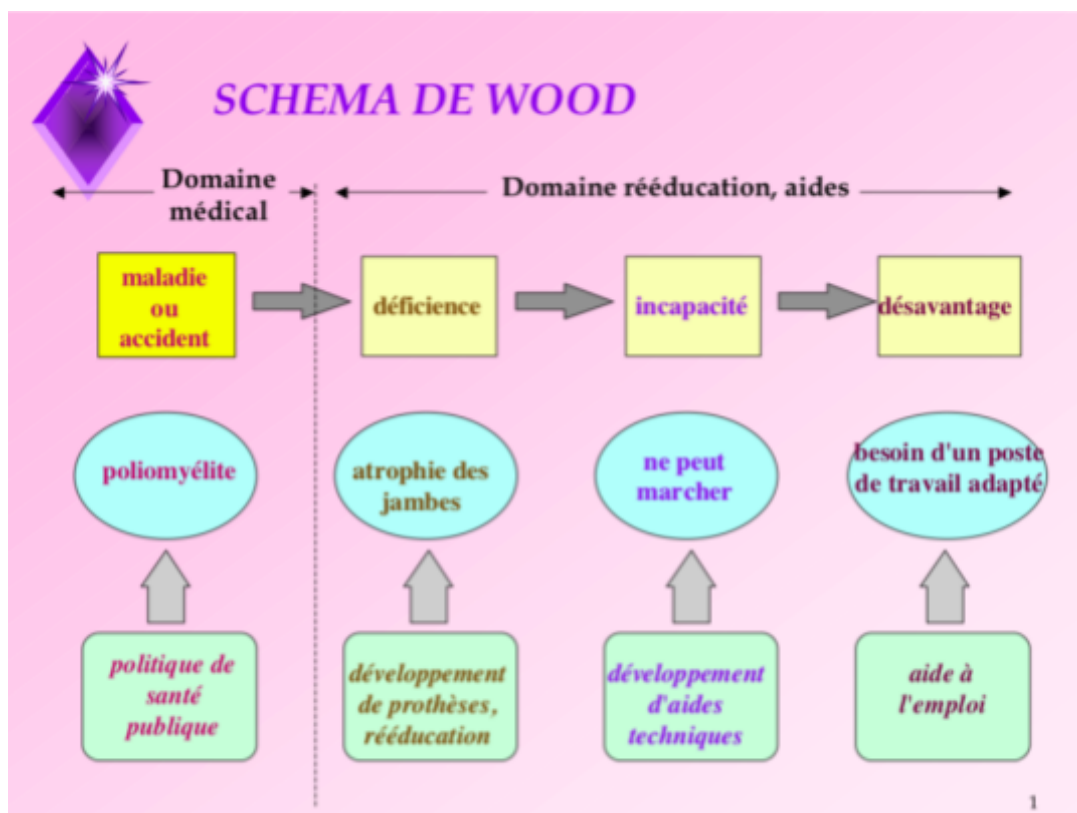 SCHEMA DE WOOD
Domaine
médical
Domaine rééducation, aides
maladie
ou
accident
déficience
incapacité
désavantage
poliomyélite
atrophie des
jambes
ne peut
marcher
besoin d'un poste
de travail adapté
politique de
santé
publique
développement
de prothèses,
rééducation
développement
d'aides
techniques
aide à
l'emploi
1